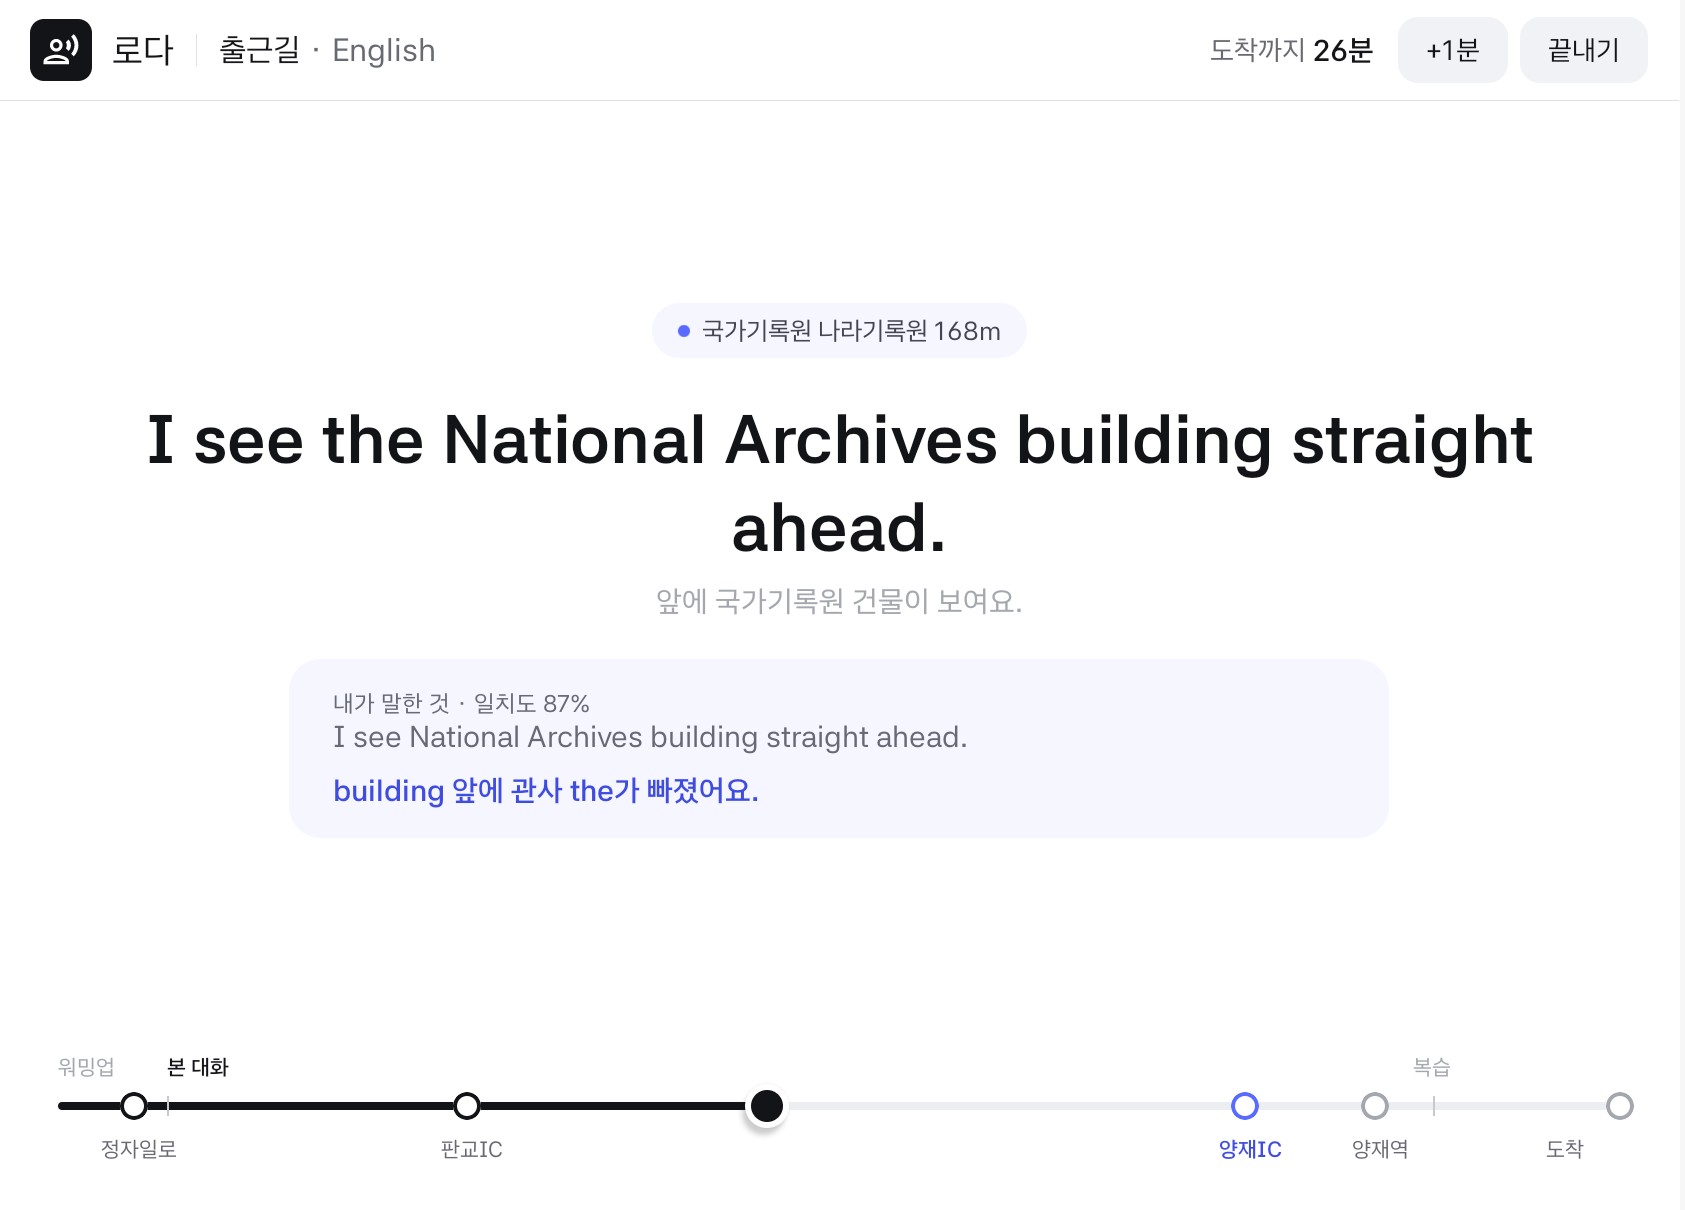 로다
출근길 · English
도착까지 26분
+1분
끝내기
국가기록원 나라기록원 168m
I see the National Archives building straight
ahead.
앞에 국가기록원 건물이 보여요.
내가 말한 것 · 일치도 87%
I see National Archives building straight ahead.
building 앞에 관사 the가 빠졌어요.
워밍업
본 대화
복습
정자일로
판교IC
양재IC
양재역
도착